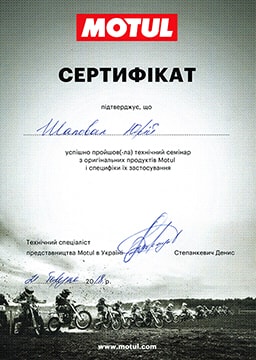 MOTUL
СЕРТИФІКАТ
підтверджує, що
Шаповал Юрій
успішно пройшов(-ла) технічний семінар
з оригінальних продуктів Motul
і специфіки їх застосування
Технічний спеціаліст
представництва Motul в Україні
Степанкевич Денис
21 2018 р.
www.motul.com